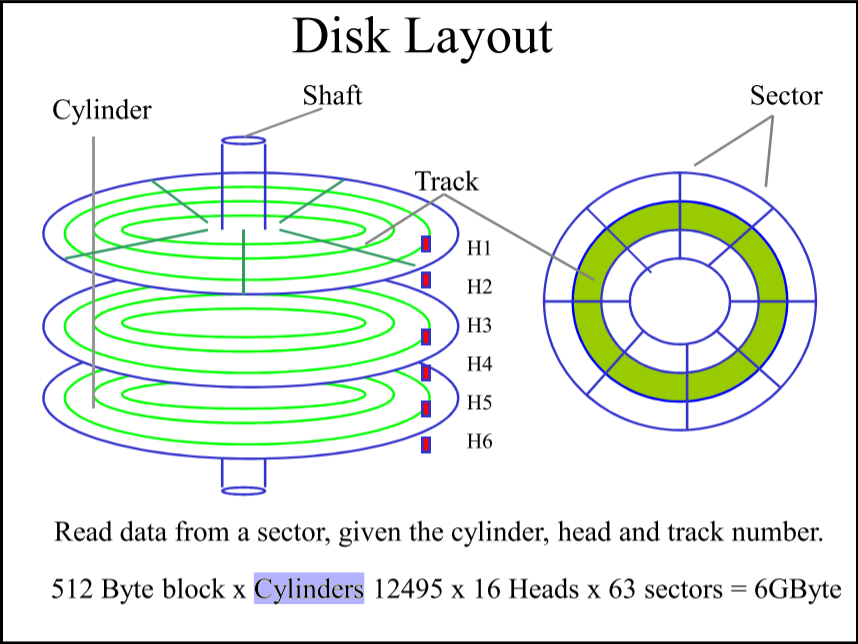 Disk Layout
Cylinder
Shaft
Sector
Track
H1
H2
H3
H4
H5
H6
Read data from a sector, given the cylinder, head and track number.
512 Byte block x Cylinders 12495 x 16 Heads x 63 sectors = 6GByte